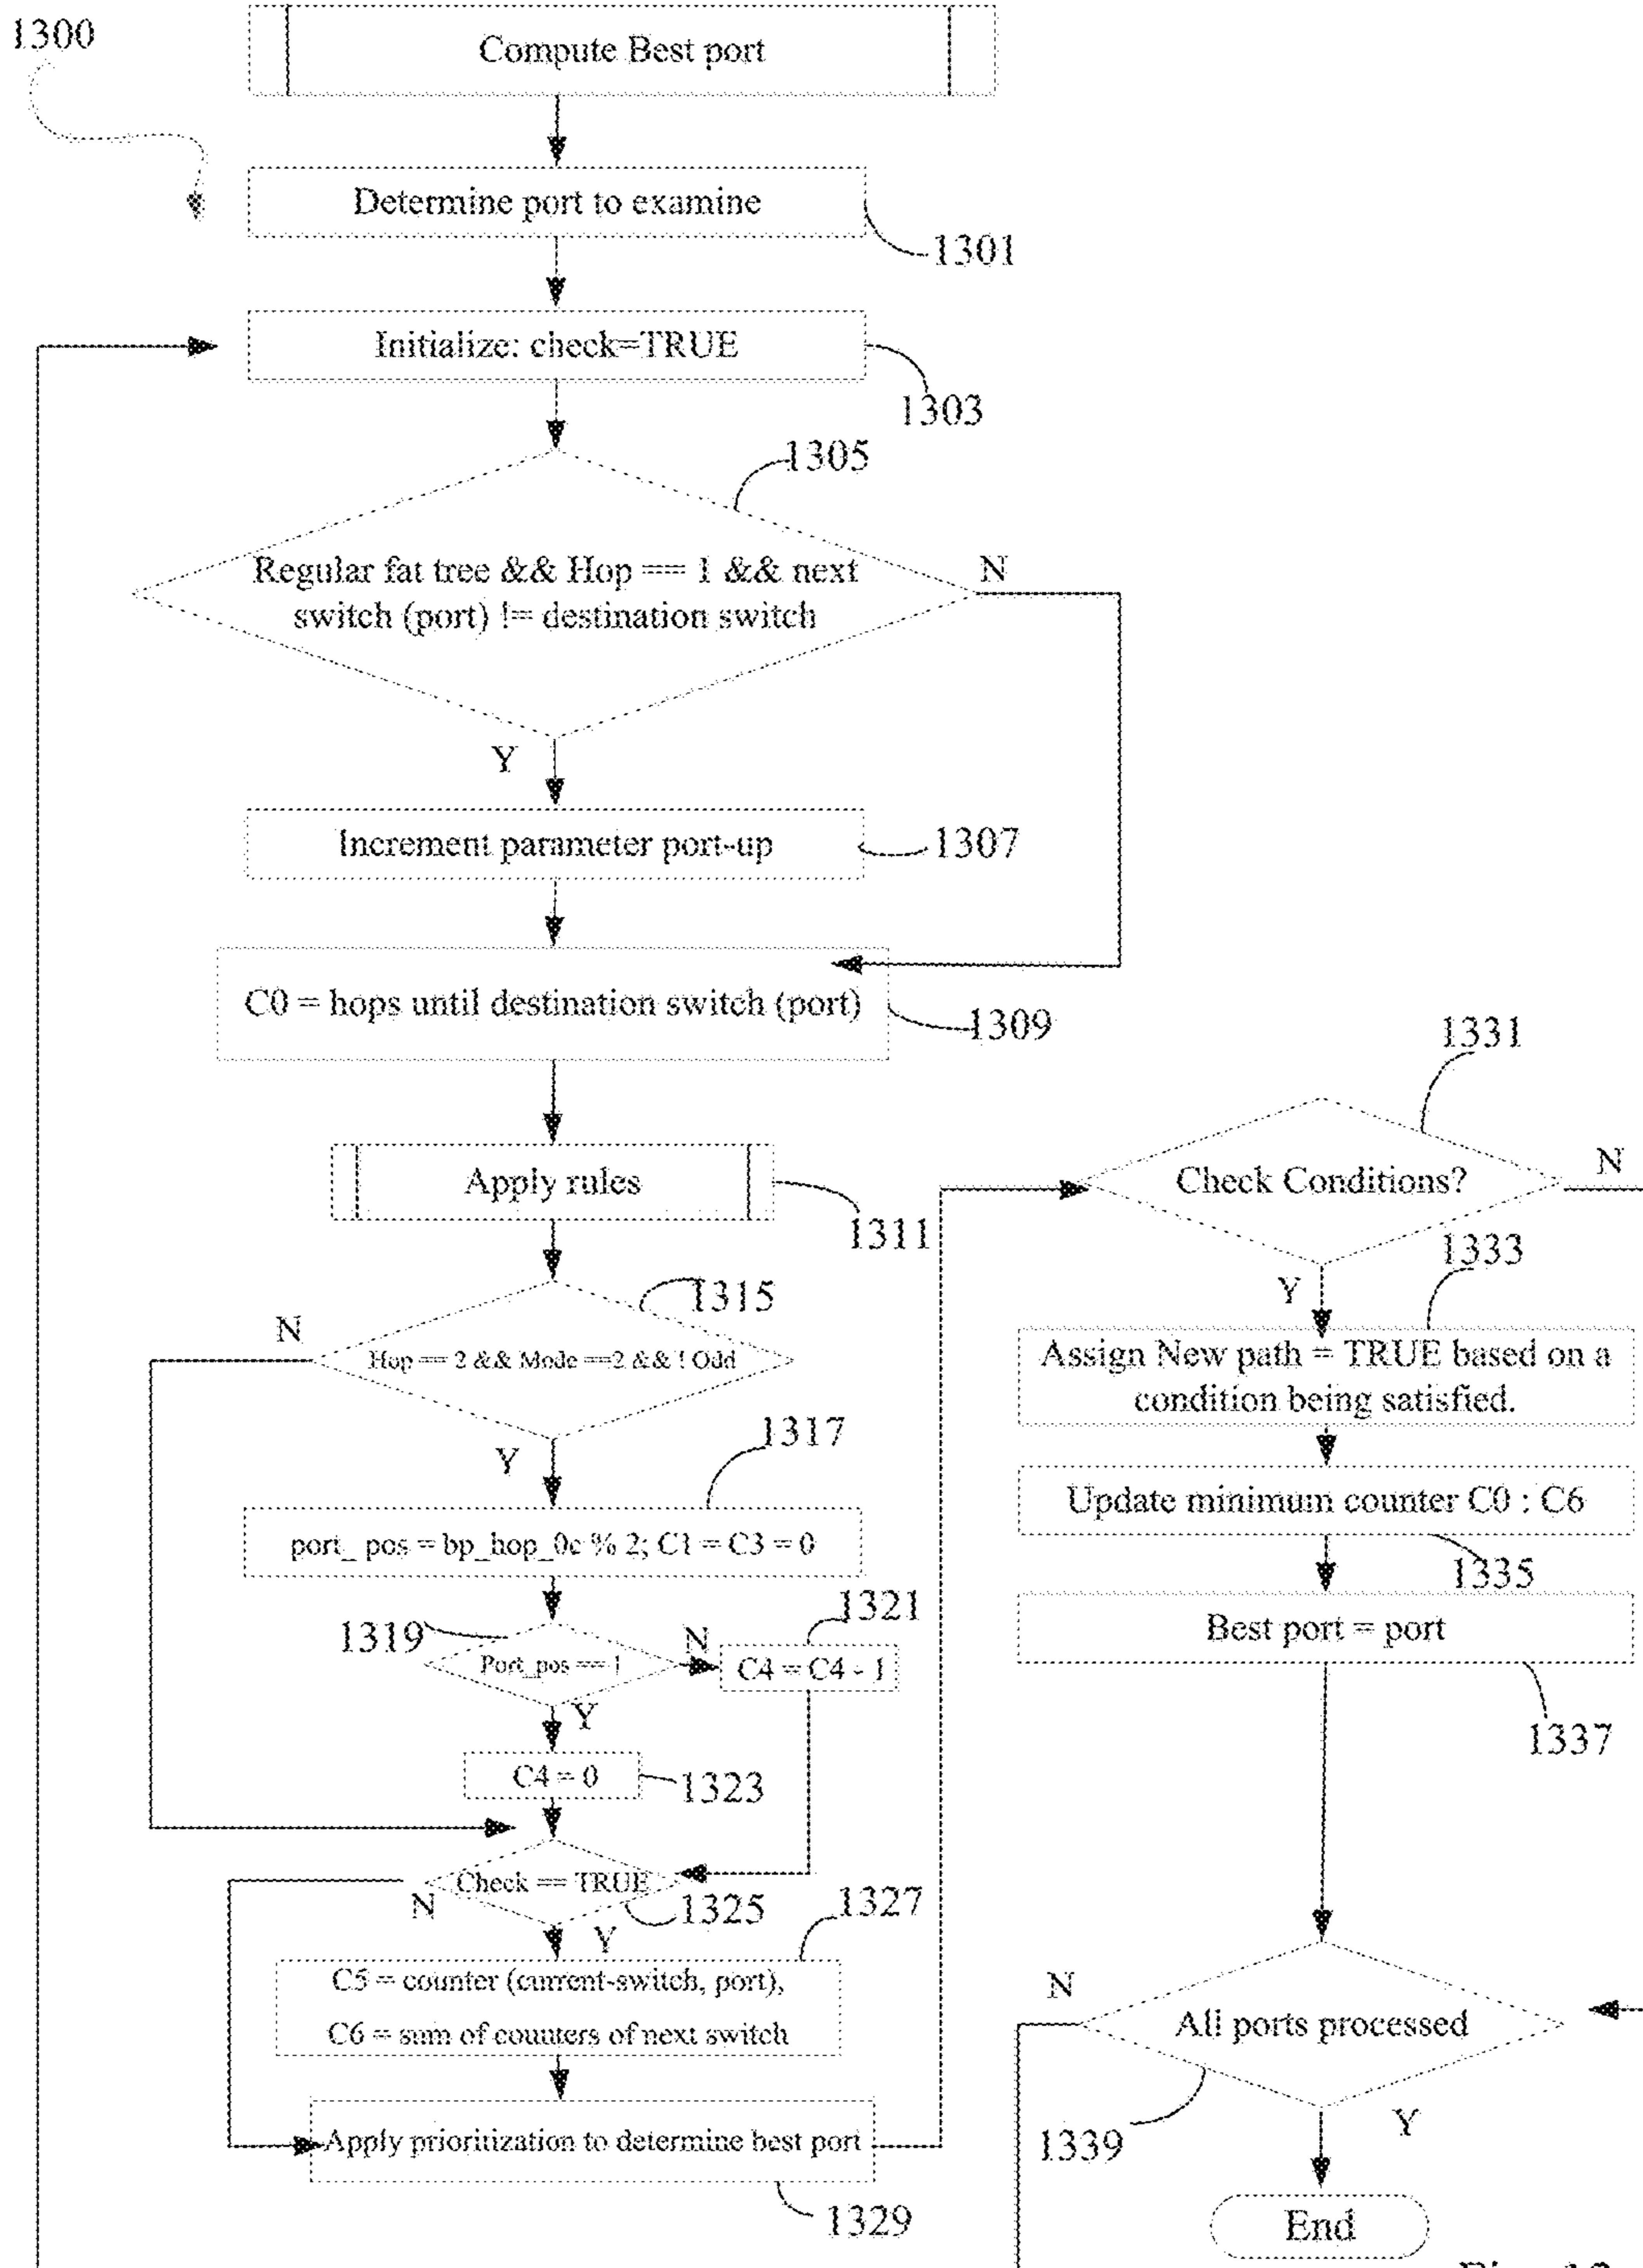 1300
Compute Best port
Determine port to examine
1301
Initialize: check=TRUE
1303
1305
Regular fat tree && Hop == 1 && next
switch (port) != destination switch
N
Y
Increment parameter port-up
1307
C0 = hops until destination switch (port)
1309
Apply rules
1311
1315
N
Hop == 2 && Mode ==2 && ! Odd
Y
1317
port_ pos = bp_hop_0c % 2; C1 = C3 = 0
1319
Port_pos == 1
N
1321
C4 = C4 - 1
Y
C4 = 0
1323
Check == TRUE
N
1325
Y
1327
C5 = counter (current-switch, port),
C6 = sum of counters of next switch
Apply prioritization to determine best port
1329
1331
Check Conditions?
N
Y
1333
Assign New path = TRUE based on a
condition being satisfied.
Update minimum counter C0 : C6
1335
Best port = port
1337
N
All ports processed
1339
Y
End